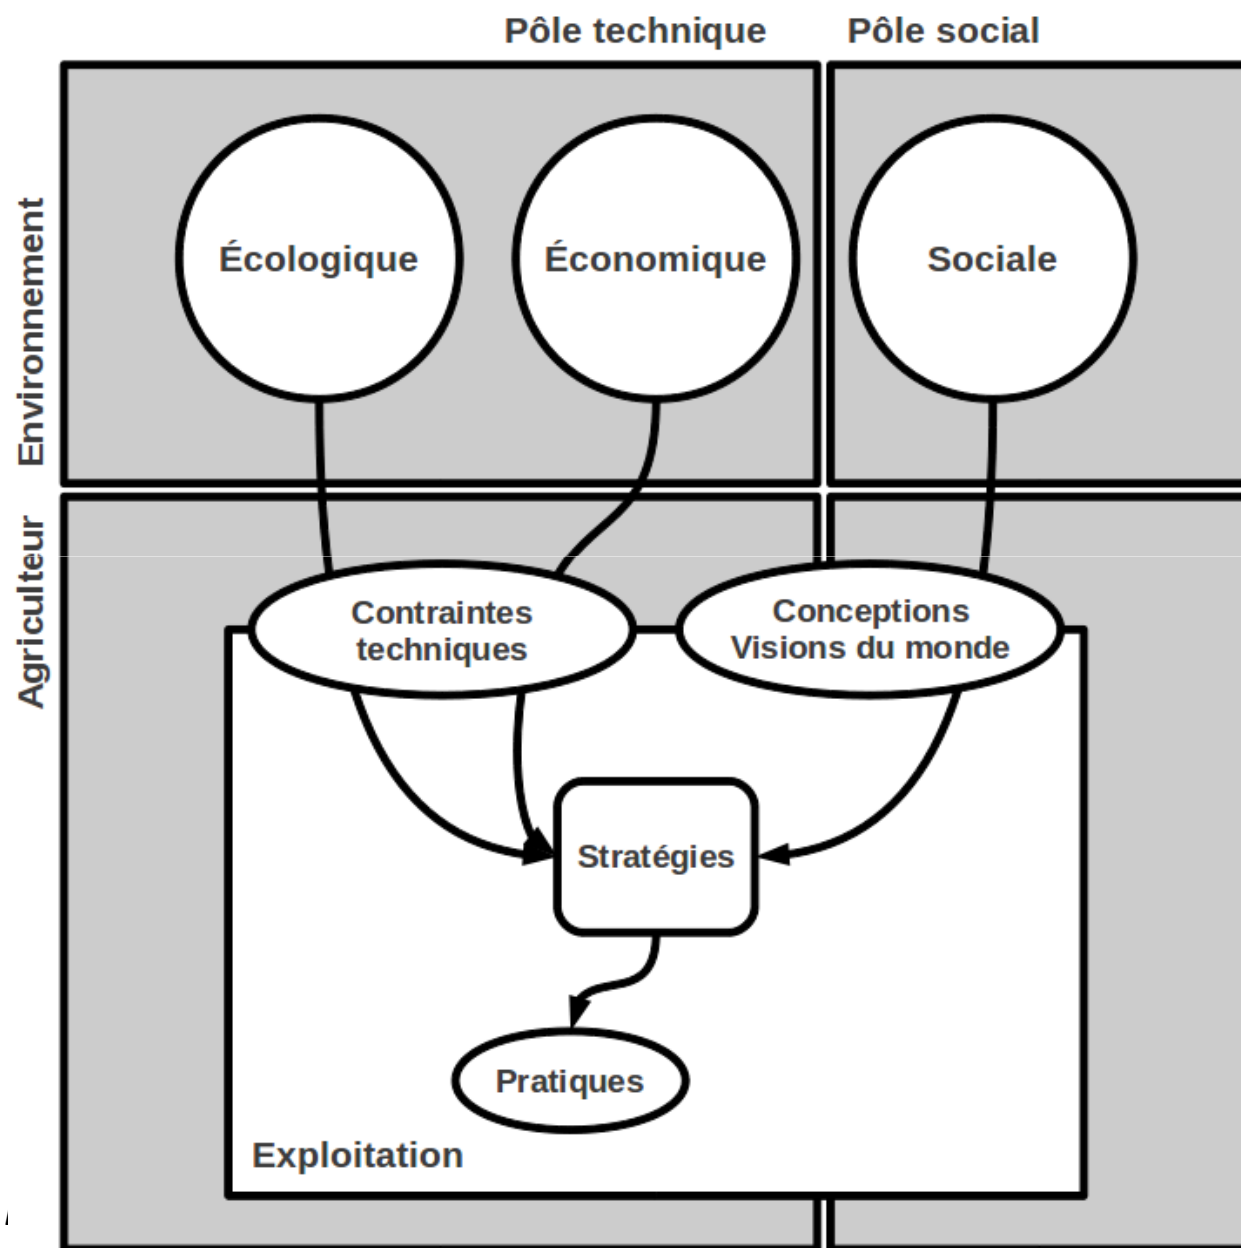 Pôle technique
Pôle social
Environnement
Écologique
Économique
Sociale
Agriculteur
Contraintes
techniques
Conceptions
Visions du monde
Stratégies
Pratiques
Exploitation